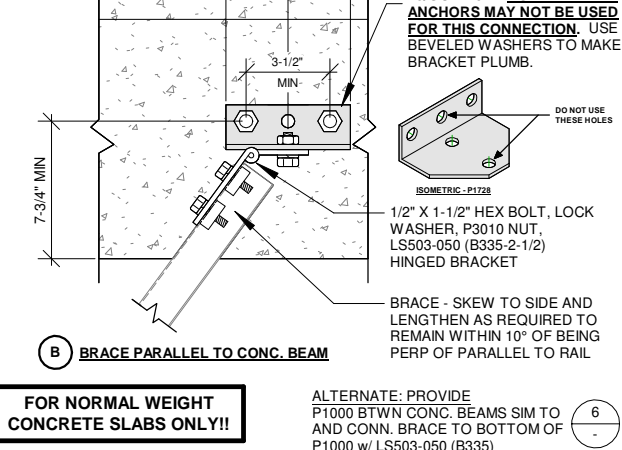 ANCHORS MAY NOT BE USED
FOR THIS CONNECTION. USE
BEVELED WASHERS TO MAKE
BRACKET PLUMB.
3-1/2"
MIN
DO NOT USE
THESE HOLES
ISOMETRIC - P1728
7-3/4" MIN
1/2" X 1-1/2" HEX BOLT, LOCK
WASHER, P3010 NUT,
LS503-050 (B335-2-1/2)
HINGED BRACKET
BRACE - SKEW TO SIDE AND
LENGTHEN AS REQUIRED TO
REMAIN WITHIN 10° OF BEING
PERP OF PARALLEL TO RAIL
B BRACE PARALLEL TO CONC. BEAM
FOR NORMAL WEIGHT
CONCRETE SLABS ONLY!!
ALTERNATE: PROVIDE
P1000 BTWN CONC. BEAMS SIM TO
AND CONN. BRACE TO BOTTOM OF
P1000 w/ LS503-050 (B335)
6
-